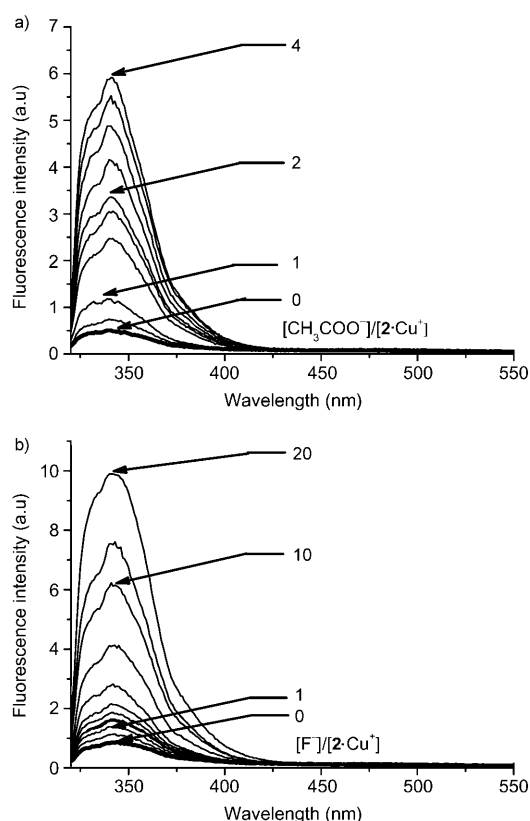 a)
7
6
5
4
3
2
1
0
Fluorescence intensity (a.u)
4
2
1
0
[CH₃COO⁻]/[2·Cu⁺]
350 400 450 500 550
Wavelength (nm)
b)
10
8
6
4
2
0
Fluorescence intensity (a.u)
20
10
1
0
[F⁻]/[2·Cu⁺]
350 400 450 500 550
Wavelength (nm)